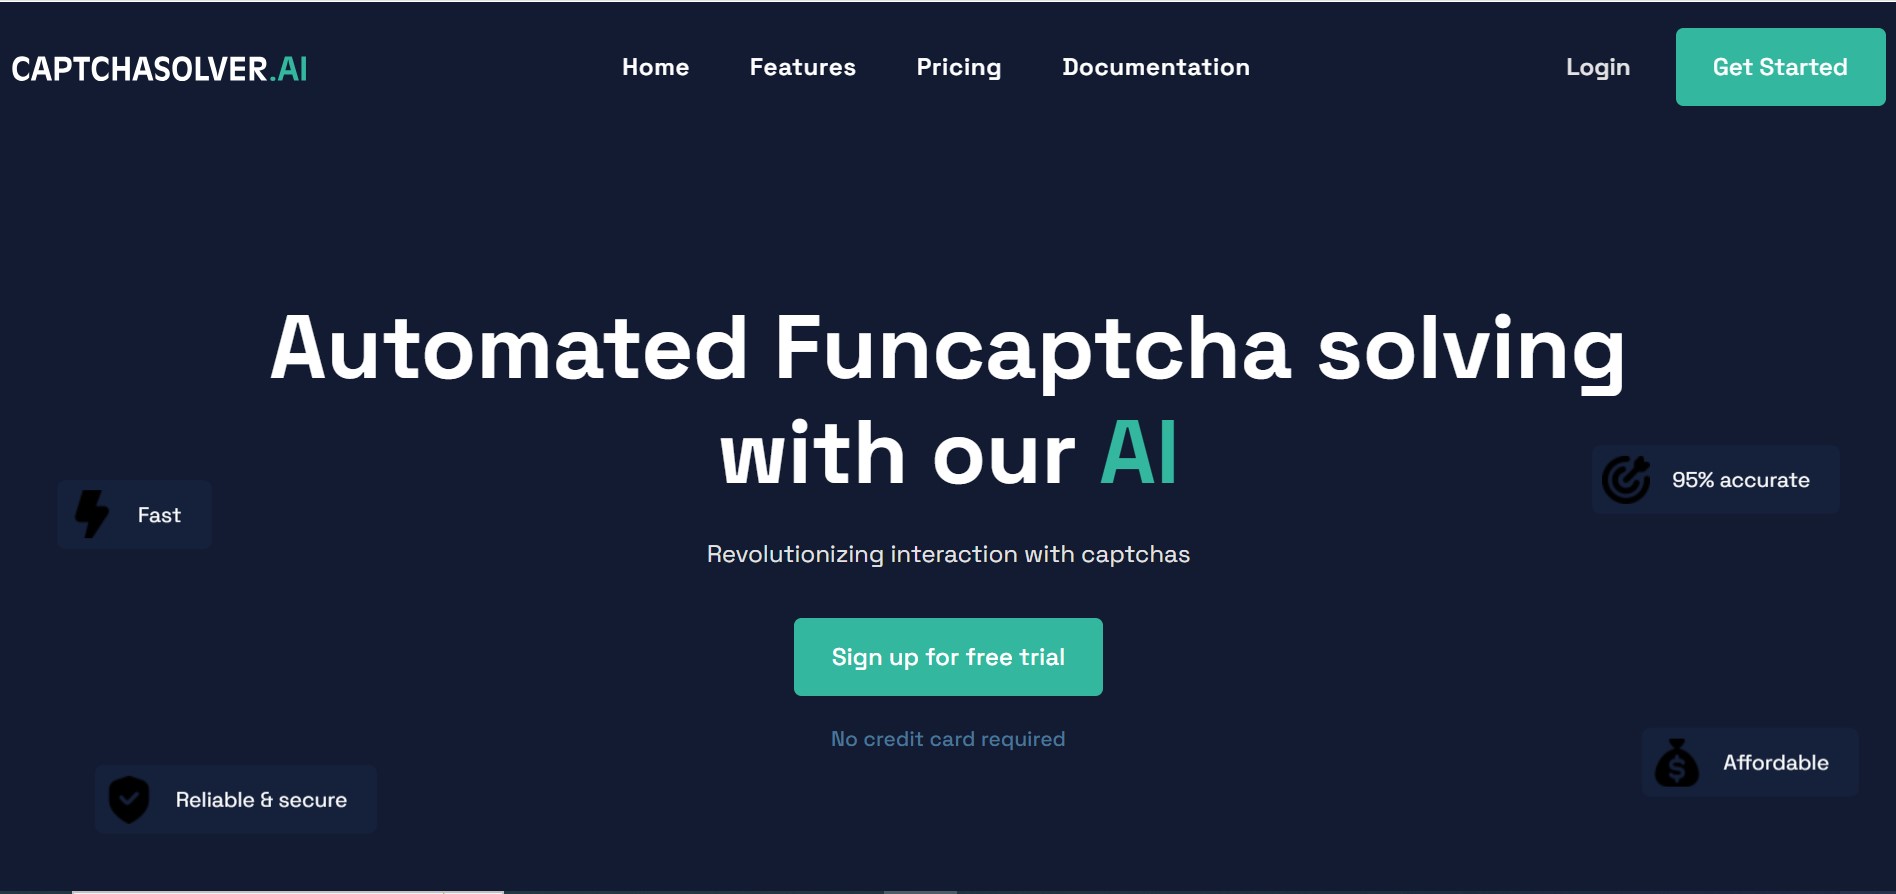 CAPTCHASOLVER.AI
Home Features Pricing Documentation
Login
Get Started
Automated Funcaptcha solving
with our AI
Fast
95% accurate
Revolutionizing interaction with captchas
Sign up for free trial
No credit card required
Affordable
Reliable & secure